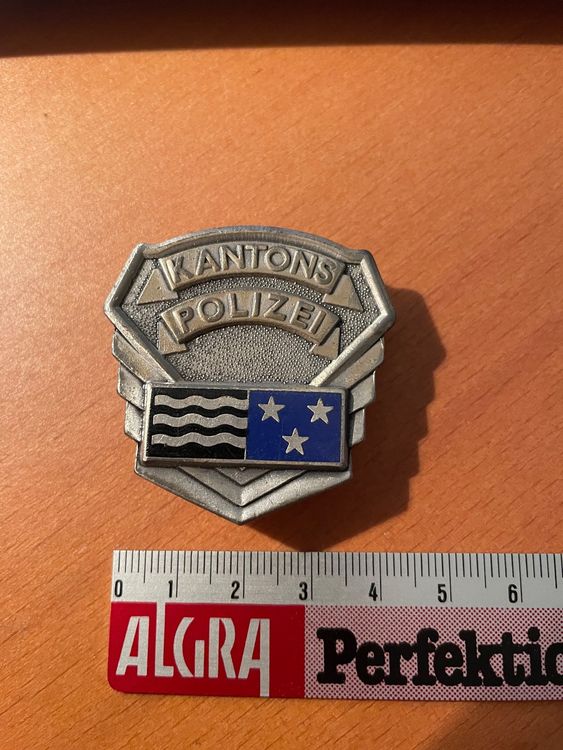 KANTONS
POLIZEI
0 1 2 3 4 5 6
ALGRA Perfektio